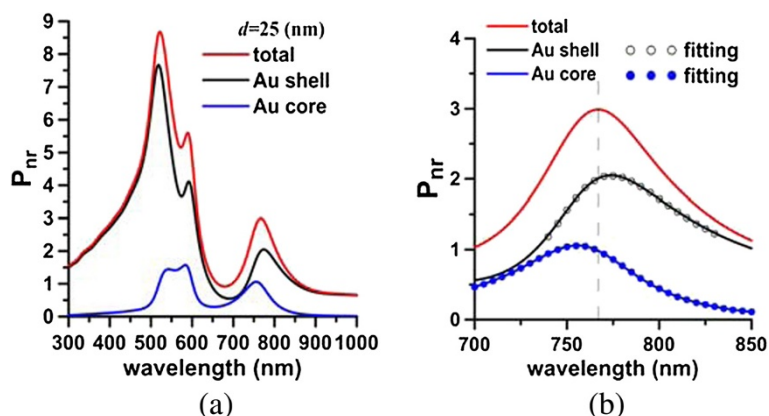 d=25 (nm)
total
Au shell
Au core
P_nr
9
8
7
6
5
4
3
2
1
0
300 400 500 600 700 800 900 1000
wavelength (nm)
(a)
total
Au shell fitting
Au core fitting
P_nr
4
3
2
1
0
700 750 800 850
wavelength (nm)
(b)